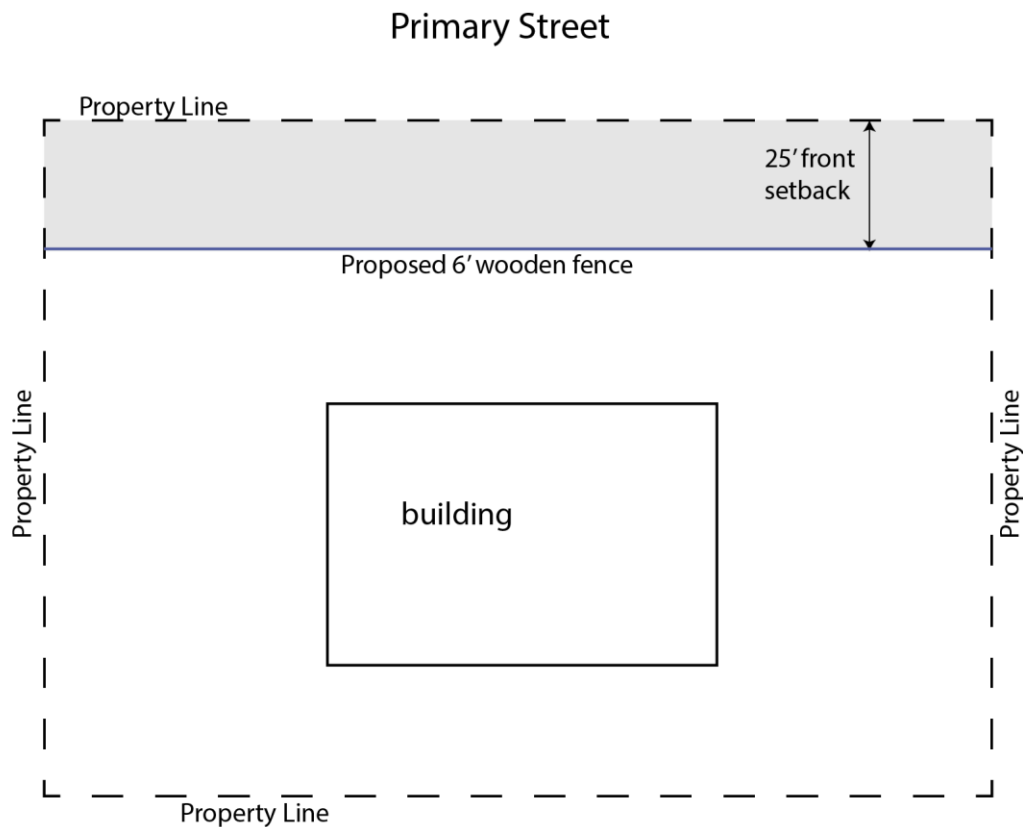 Primary Street
Property Line
25’ front
setback
Proposed 6’ wooden fence
Property Line
Property Line
building
Property Line